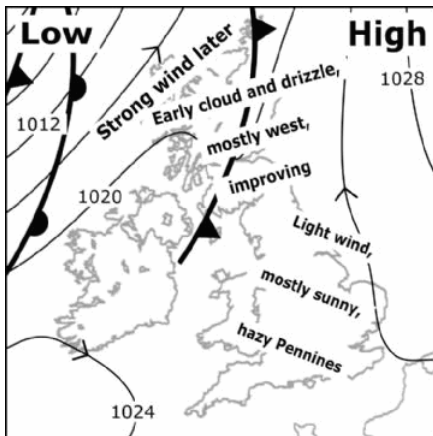 Low
High
1028
Strong wind later
Early cloud and drizzle,
1012
mostly west,
improving
1020
Light wind,
mostly sunny,
hazy Pennines
1024